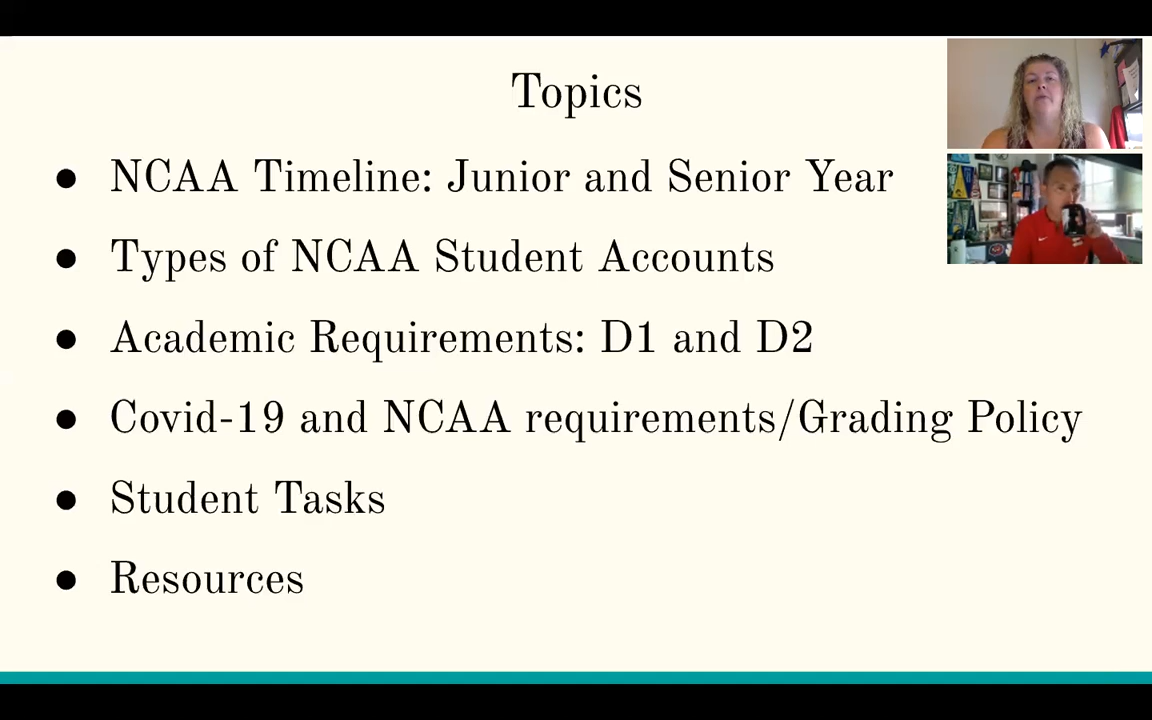 Topics
● NCAA Timeline: Junior and Senior Year
● Types of NCAA Student Accounts
● Academic Requirements: D1 and D2
● Covid-19 and NCAA requirements/Grading Policy
● Student Tasks
● Resources